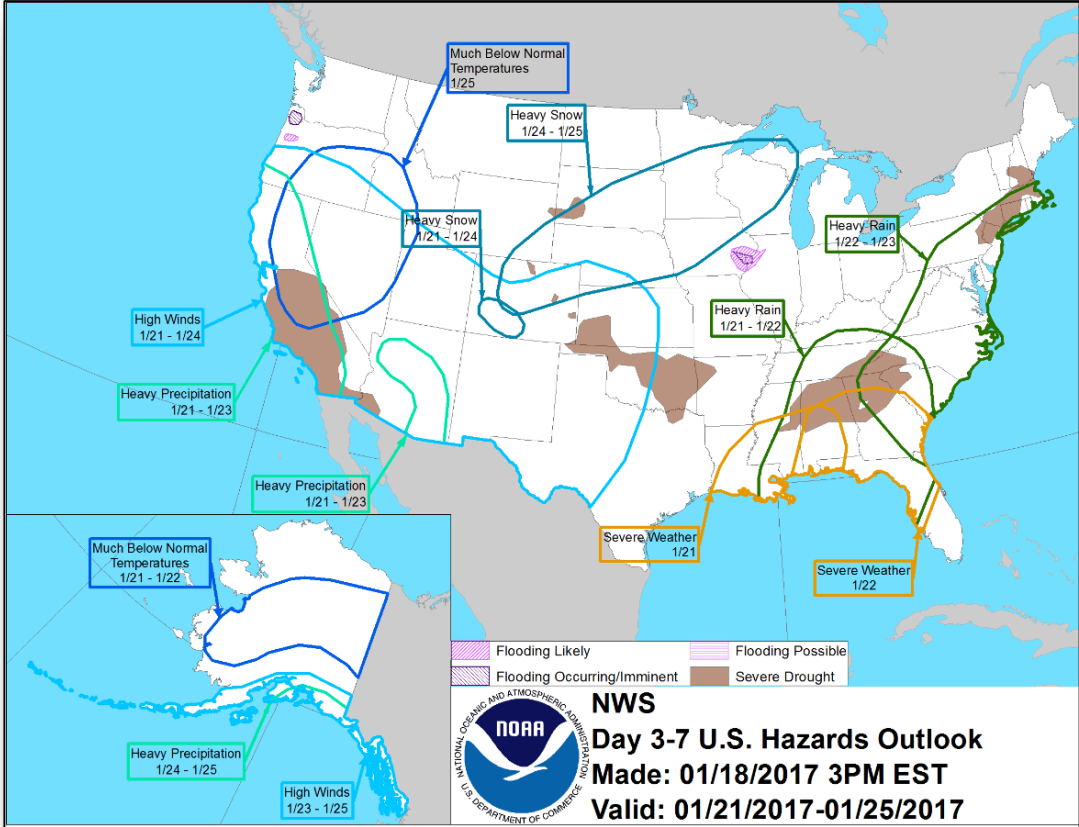 Much Below Normal
Temperatures
1/25
Heavy Snow
1/24 - 1/25
Heavy Snow
1/21 - 1/24
Heavy Rain
1/22 - 1/23
Heavy Rain
1/21 - 1/22
High Winds
1/21 - 1/24
Heavy Precipitation
1/21 - 1/23
Heavy Precipitation
1/21 - 1/23
Severe Weather
1/21
Severe Weather
1/22
Much Below Normal
Temperatures
1/21 - 1/22
Heavy Precipitation
1/24 - 1/25
High Winds
1/23 - 1/25
Flooding Likely
Flooding Possible
Flooding Occurring/Imminent
Severe Drought
NATIONAL OCEANIC AND ATMOSPHERIC ADMINISTRATION
NOAA
U.S. DEPARTMENT OF COMMERCE
NWS
Day 3-7 U.S. Hazards Outlook
Made: 01/18/2017 3PM EST
Valid: 01/21/2017-01/25/2017